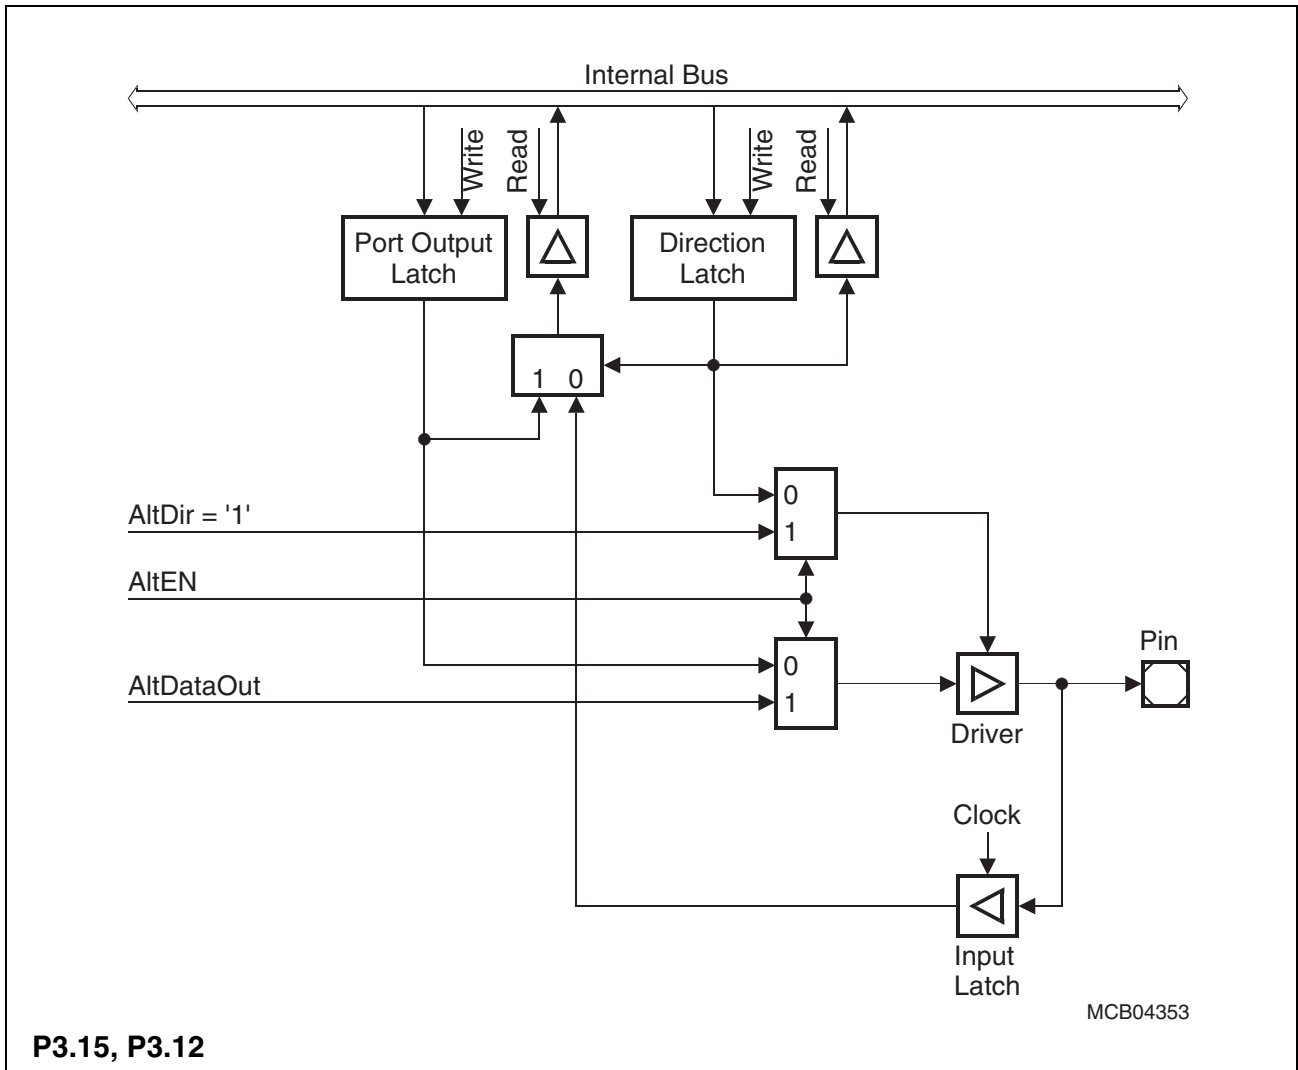 Internal Bus
Write
Read
Write
Read
Port Output
Latch
Direction
Latch
1 0
0
1
AltDir = '1'
AltEN
0
1
AltDataOut
Pin
Driver
Clock
Input
Latch
MCB04353
P3.15, P3.12